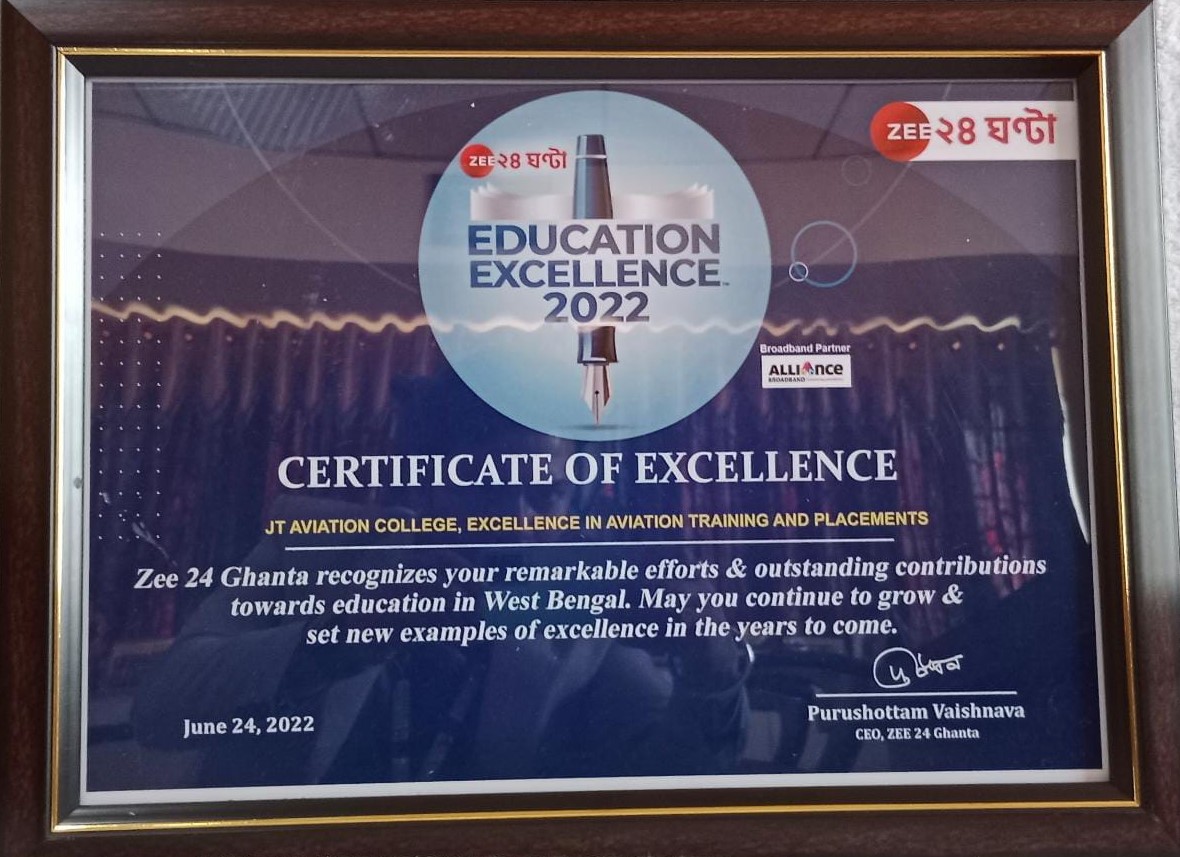 ZEE ২৪ ঘণ্টা
ZEE ২৪ ঘণ্টা
EDUCATION
EXCELLENCE™
2022
Broadband Partner
ALLIANCE
BROADBAND
CERTIFICATE OF EXCELLENCE
JT AVIATION COLLEGE, EXCELLENCE IN AVIATION TRAINING AND PLACEMENTS
Zee 24 Ghanta recognizes your remarkable efforts & outstanding contributions
towards education in West Bengal. May you continue to grow &
set new examples of excellence in the years to come.
June 24, 2022
Purushottam Vaishnava
CEO, ZEE 24 Ghanta